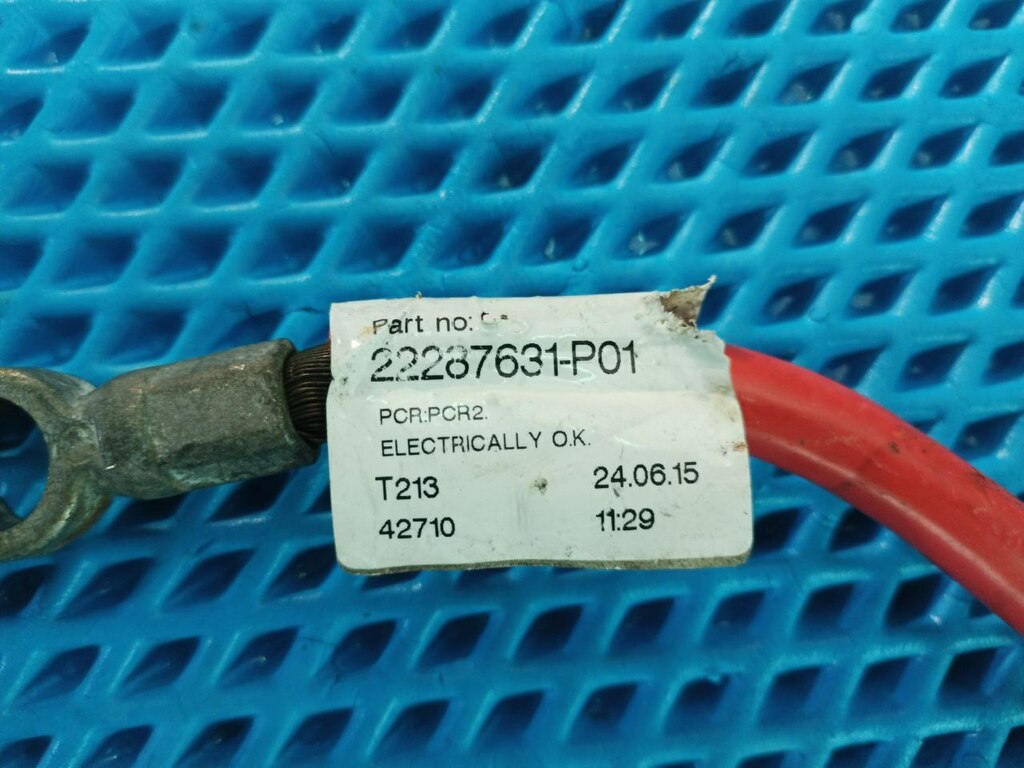 Part no:
22287631-P01
PCR:PCR2.
ELECTRICALLY O.K.
T213 24.06.15
42710 11:29